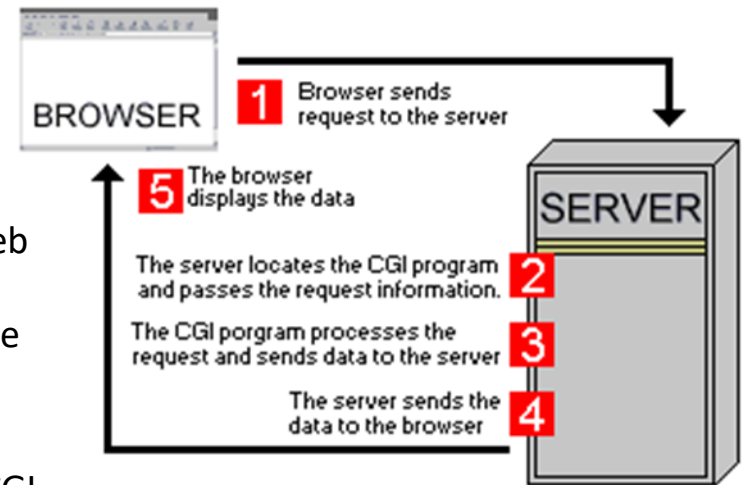 BROWSER
1 Browser sends
request to the server
5 The browser
displays the data
SERVER
eb
The server locates the CGI program
and passes the request information. 2
e
The CGI porgram processes the
request and sends data to the server 3
The server sends the
data to the browser 4